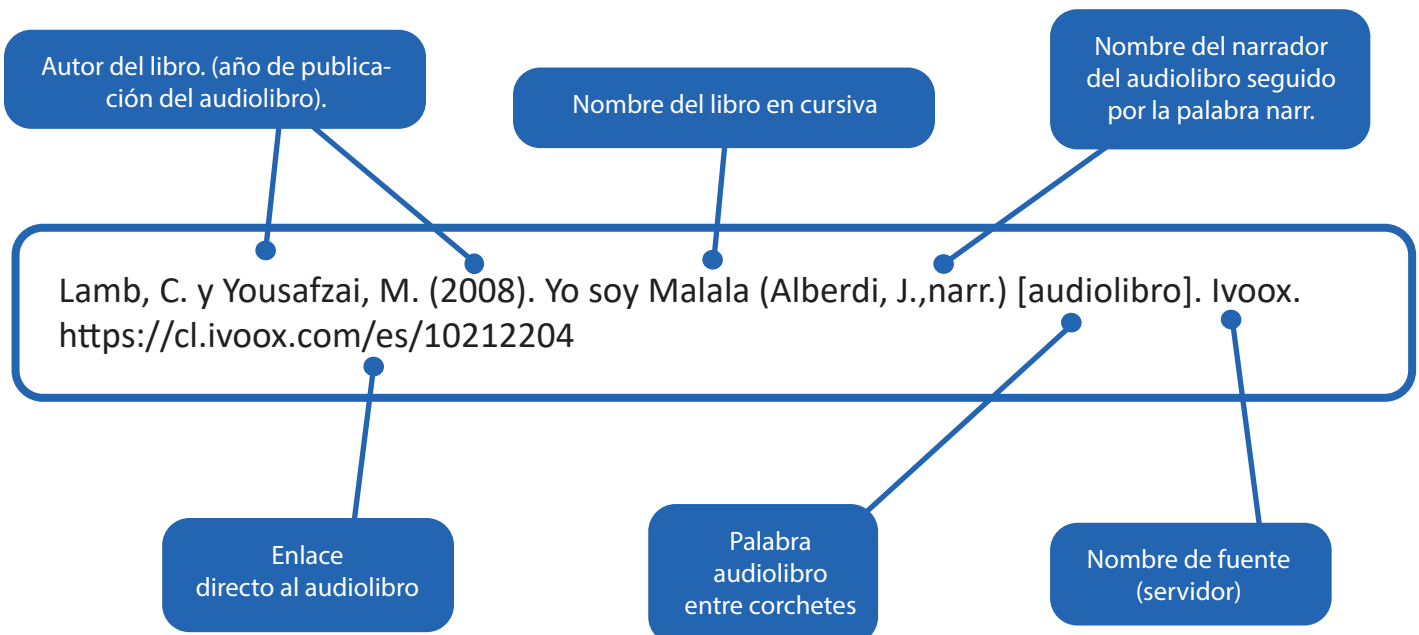 Autor del libro. (año de publica-
ción del audiolibro).
Nombre del libro en cursiva
Nombre del narrador
del audiolibro seguido
por la palabra narr.
Lamb, C. y Yousafzai, M. (2008). Yo soy Malala (Alberdi, J.,narr.) [audiolibro]. Ivoox.
https://cl.ivoox.com/es/10212204
Enlace
directo al audiolibro
Palabra
audiolibro
entre corchetes
Nombre de fuente
(servidor)